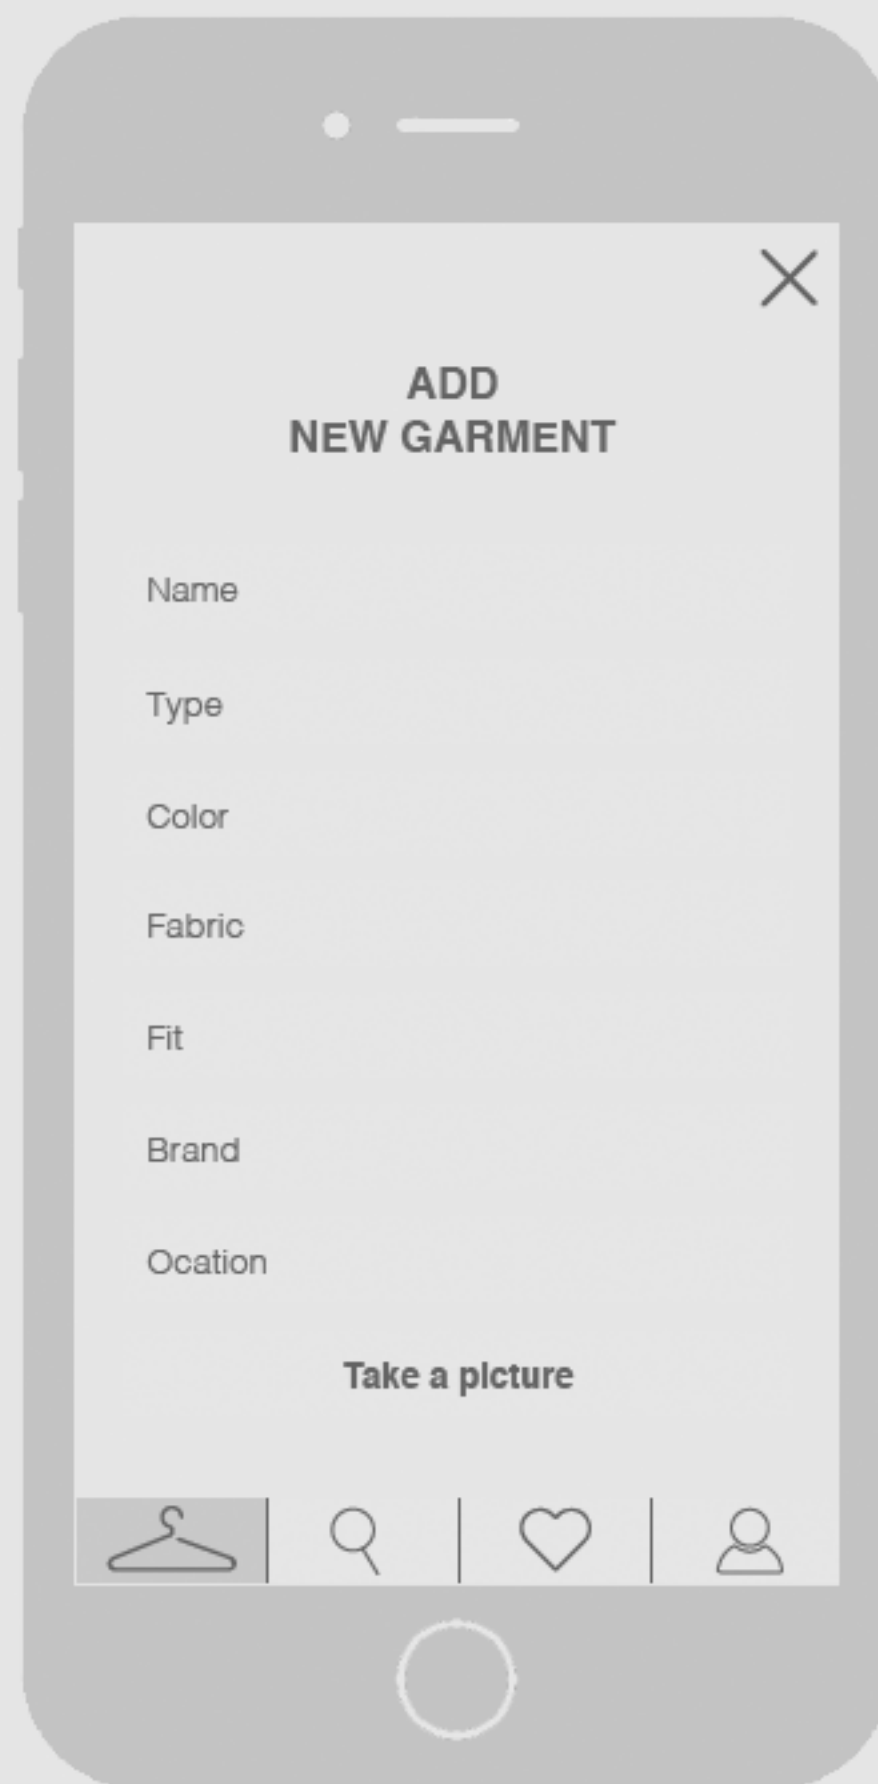 ADD
NEW GARMENT
Name
Type
Color
Fabric
Fit
Brand
Ocation
Take a picture